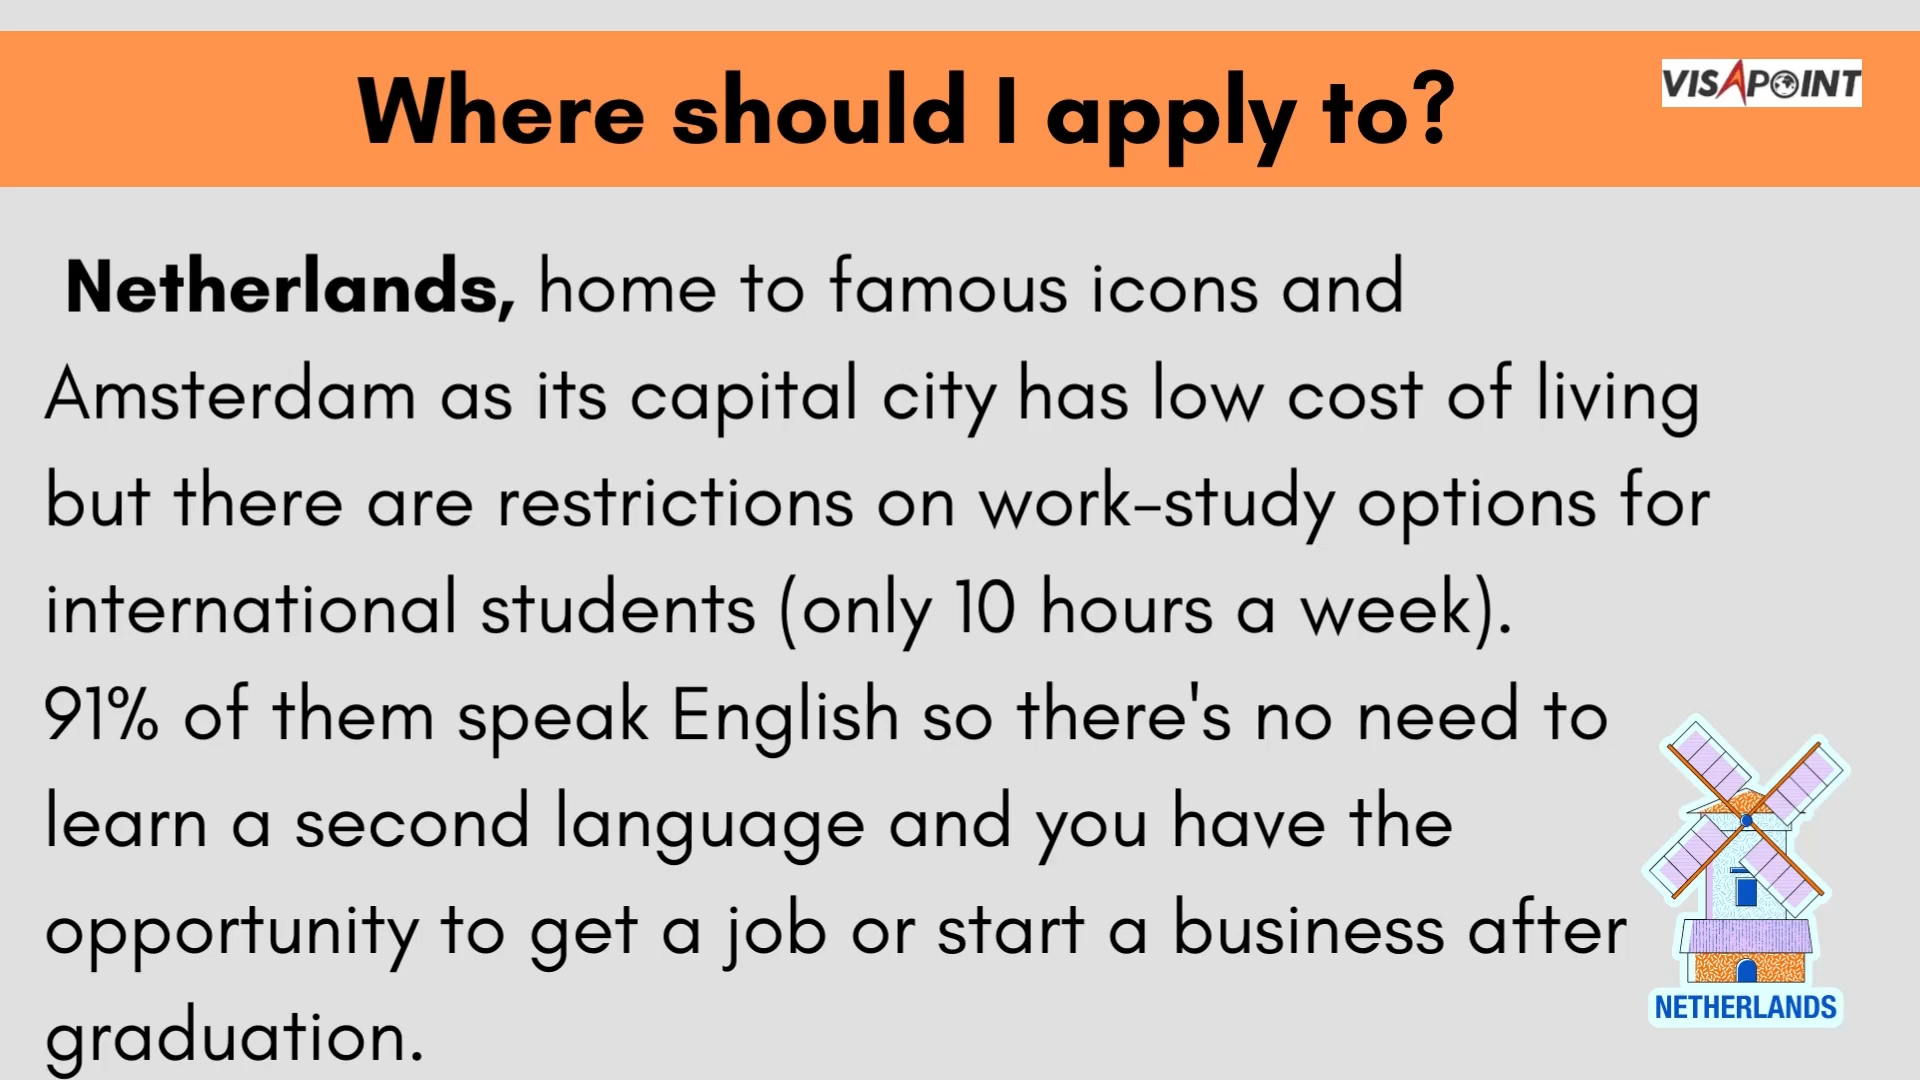 Where should I apply to?
VISAPOINT
Netherlands, home to famous icons and
Amsterdam as its capital city has low cost of living
but there are restrictions on work-study options for
international students (only 10 hours a week).
91% of them speak English so there's no need to
learn a second language and you have the
opportunity to get a job or start a business after
graduation.
NETHERLANDS